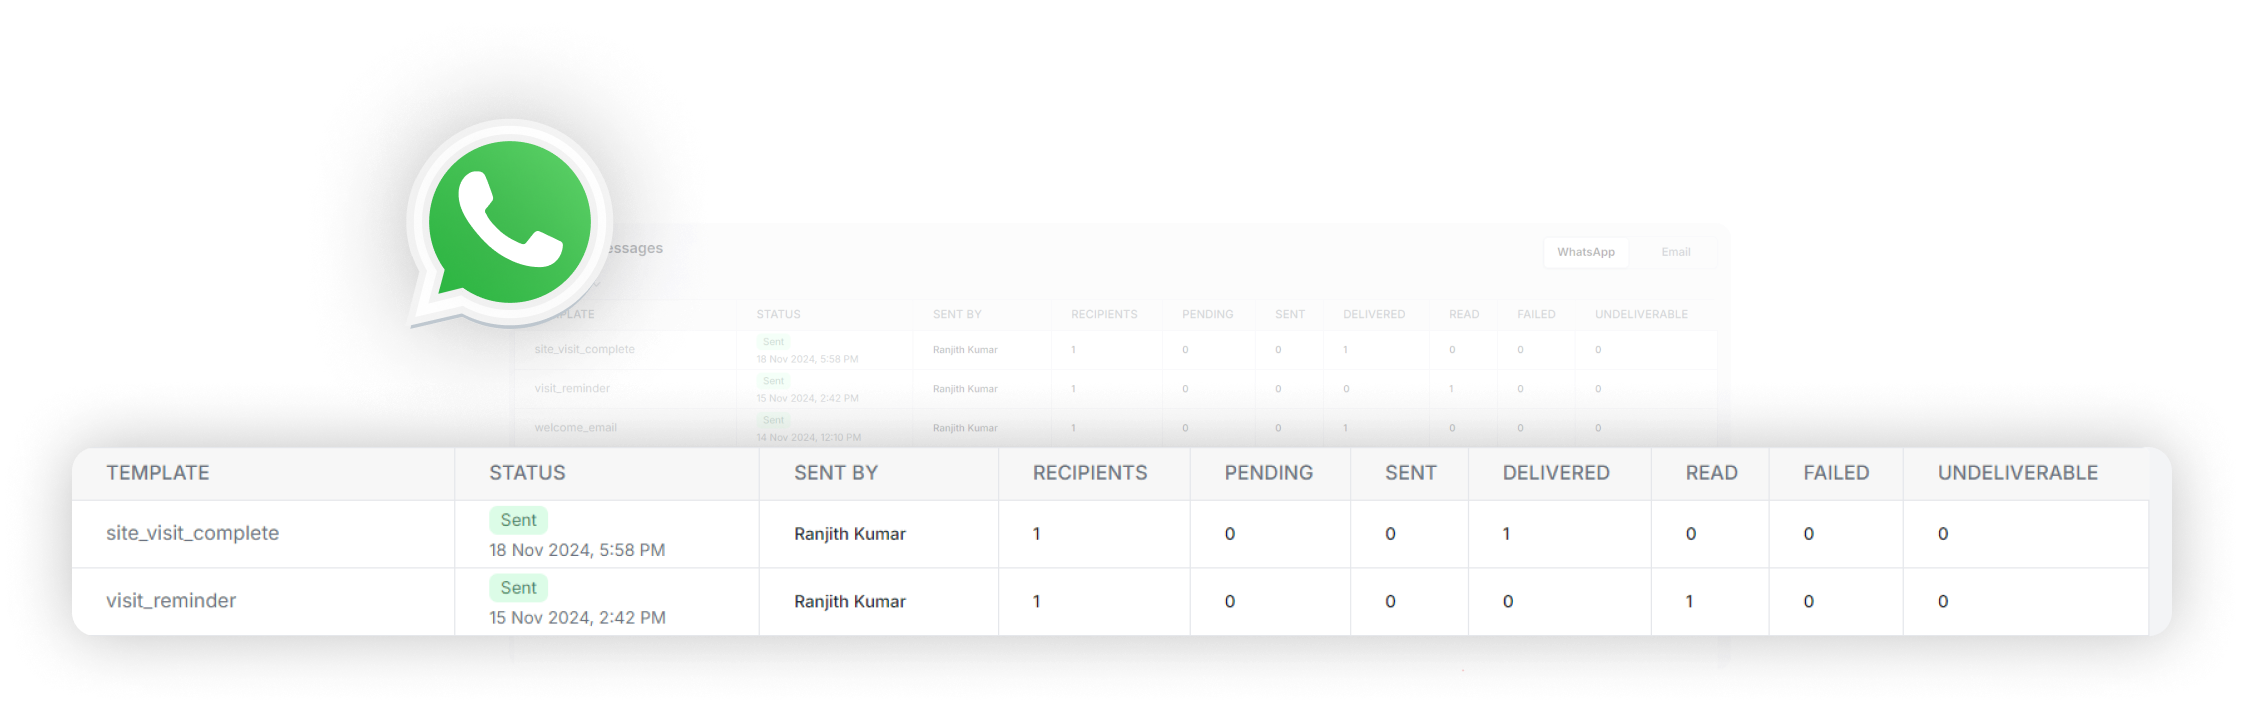 essages
WhatsApp Email
PLATE STATUS SENT BY RECIPIENTS PENDING SENT DELIVERED READ FAILED UNDELIVERABLE
site_visit_complete Sent 18 Nov 2024, 5:58 PM Ranjith Kumar 1 0 0 1 0 0 0
visit_reminder Sent 15 Nov 2024, 2:42 PM Ranjith Kumar 1 0 0 0 1 0 0
welcome_email Sent 14 Nov 2024, 12:10 PM Ranjith Kumar 1 0 0 1 0 0 0
TEMPLATE STATUS SENT BY RECIPIENTS PENDING SENT DELIVERED READ FAILED UNDELIVERABLE
site_visit_complete Sent 18 Nov 2024, 5:58 PM Ranjith Kumar 1 0 0 1 0 0 0
visit_reminder Sent 15 Nov 2024, 2:42 PM Ranjith Kumar 1 0 0 0 1 0 0